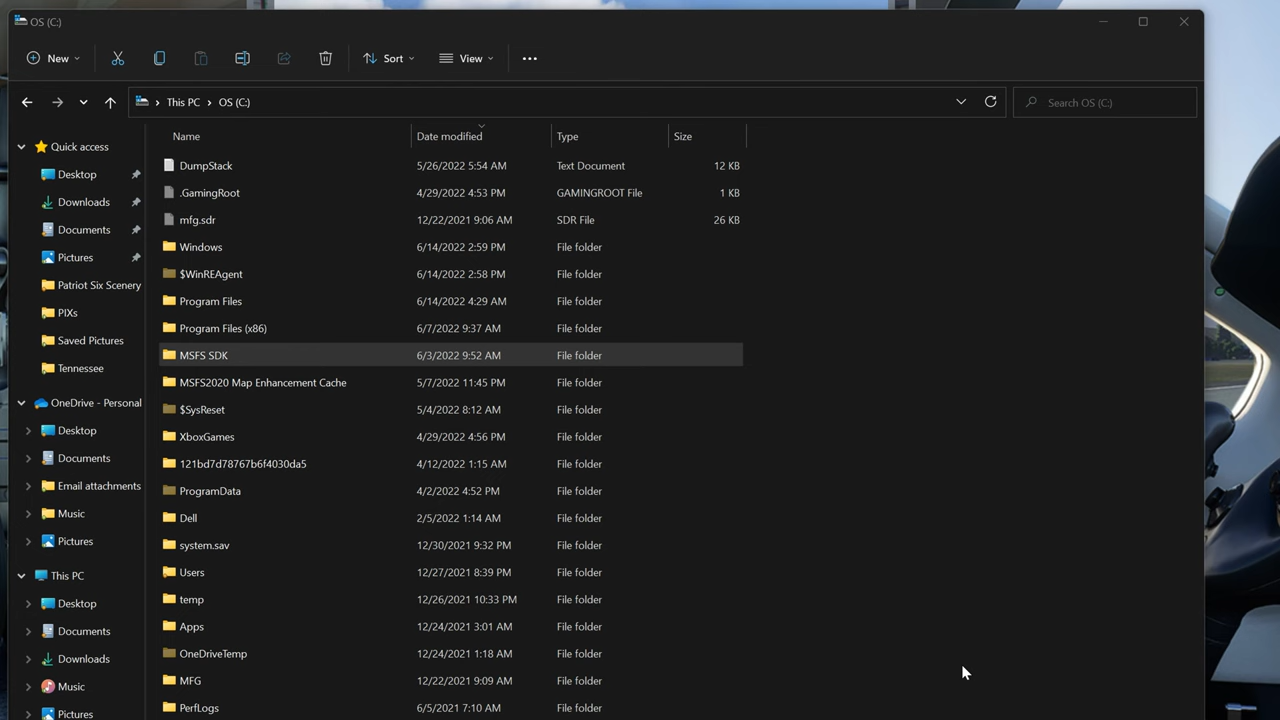 OS (C:)
New Sort View
This PC OS (C:) Search OS (C:)
Name Date modified Type Size
Quick access
Desktop
Downloads
Documents
Pictures
Patriot Six Scenery
PIXs
Saved Pictures
Tennessee
OneDrive - Personal
Desktop
Documents
Email attachments
Music
Pictures
This PC
Desktop
Documents
Downloads
Music
Pictures
DumpStack 5/26/2022 5:54 AM Text Document 12 KB
.GamingRoot 4/29/2022 4:53 PM GAMINGROOT File 1 KB
mfg.sdr 12/22/2021 9:06 AM SDR File 26 KB
Windows 6/14/2022 2:59 PM File folder
$WinREAgent 6/14/2022 2:58 PM File folder
Program Files 6/14/2022 4:29 AM File folder
Program Files (x86) 6/7/2022 9:37 AM File folder
MSFS SDK 6/3/2022 9:52 AM File folder
MSFS2020 Map Enhancement Cache 5/7/2022 11:45 PM File folder
$SysReset 5/4/2022 8:12 AM File folder
XboxGames 4/29/2022 4:56 PM File folder
121bd7d78767b6f4030da5 4/12/2022 1:15 AM File folder
ProgramData 4/2/2022 4:52 PM File folder
Dell 2/5/2022 1:14 AM File folder
system.sav 12/30/2021 9:32 PM File folder
Users 12/27/2021 8:39 PM File folder
temp 12/26/2021 10:33 PM File folder
Apps 12/24/2021 3:01 AM File folder
OneDriveTemp 12/24/2021 1:18 AM File folder
MFG 12/22/2021 9:09 AM File folder
PerfLogs 6/5/2021 7:10 AM File folder